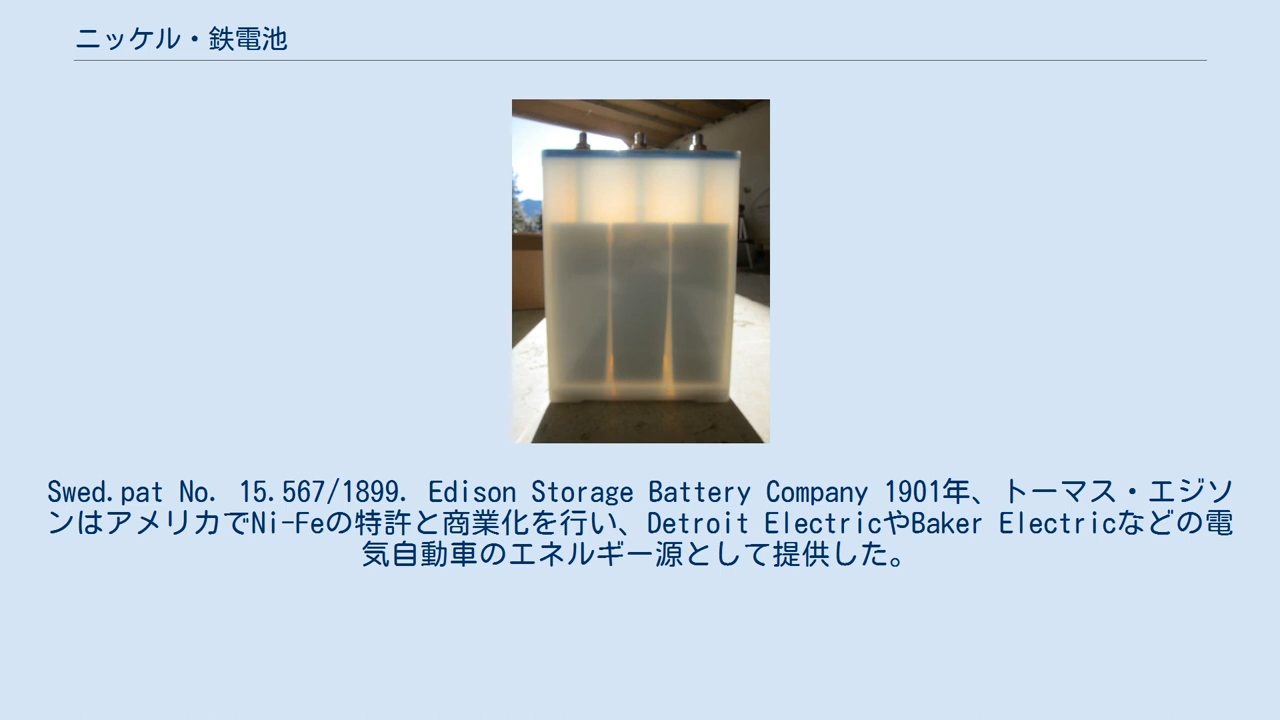 ニッケル・鉄電池
Swed.pat No. 15.567/1899. Edison Storage Battery Company 1901年、トーマス・エジソ
ンはアメリカでNi-Feの特許と商業化を行い、Detroit ElectricやBaker Electricなどの電
気自動車のエネルギー源として提供した。